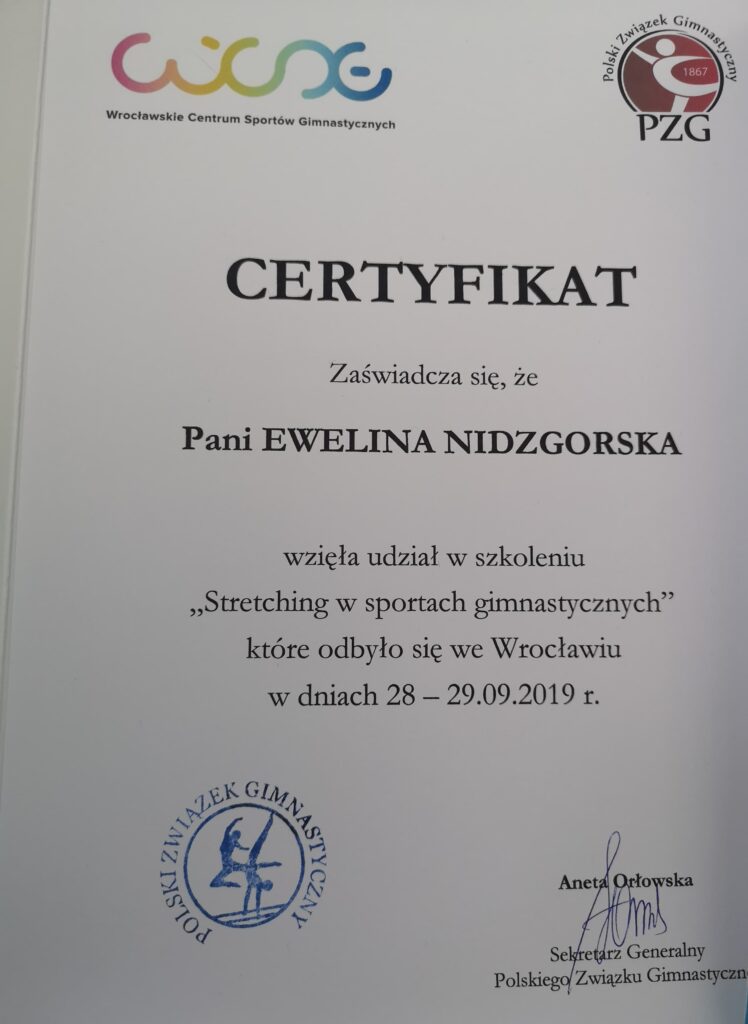 WCSG
Wrocławskie Centrum Sportów Gimnastycznych
Polski Związek Gimnastyczny
1867
PZG
CERTYFIKAT
Zaświadcza się, że
Pani EWELINA NIDZGORSKA
wzięła udział w szkoleniu
„Stretching w sportach gimnastycznych”
które odbyło się we Wrocławiu
w dniach 28 – 29.09.2019 r.
POLSKI ZWIĄZEK GIMNASTYCZNY
Aneta Orłowska
Sekretarz Generalny
Polskiego Związku Gimnastyczn